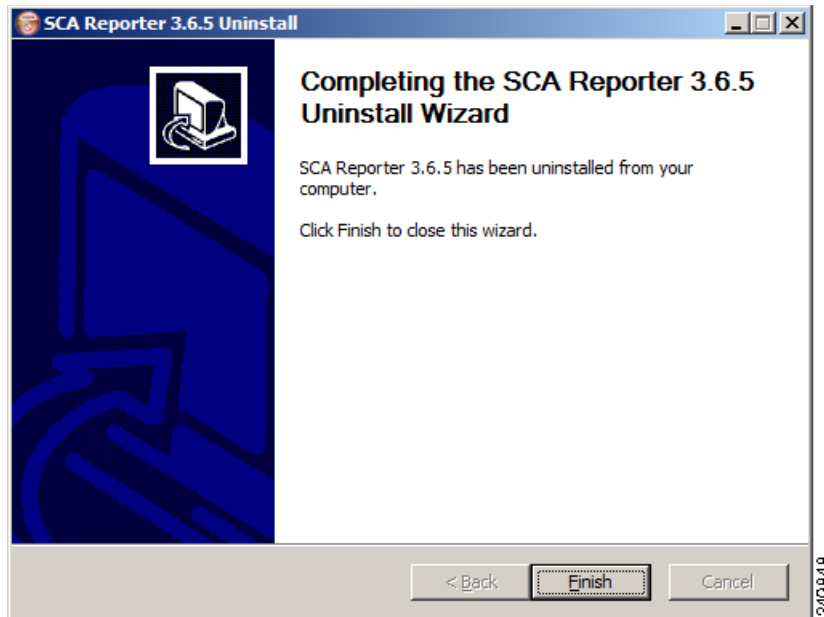 SCA Reporter 3.6.5 Uninstall
Completing the SCA Reporter 3.6.5
Uninstall Wizard
SCA Reporter 3.6.5 has been uninstalled from your
computer.
Click Finish to close this wizard.
< Back
Finish
Cancel